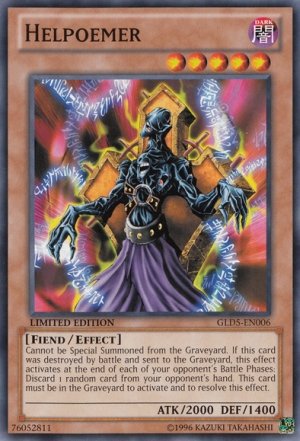 HELPOEMER
DARK
闇
LIMITED EDITION GLD5-EN006
[FIEND / EFFECT]
Cannot be Special Summoned from the Graveyard. If this card
was destroyed by battle and sent to the Graveyard, this effect
activates at the end of each of your opponent's Battle Phases:
Discard 1 random card from your opponent's hand. This card
must be in the Graveyard to activate and to resolve this effect.
ATK/2000 DEF/1400
76052811 ©1996 KAZUKI TAKAHASHI